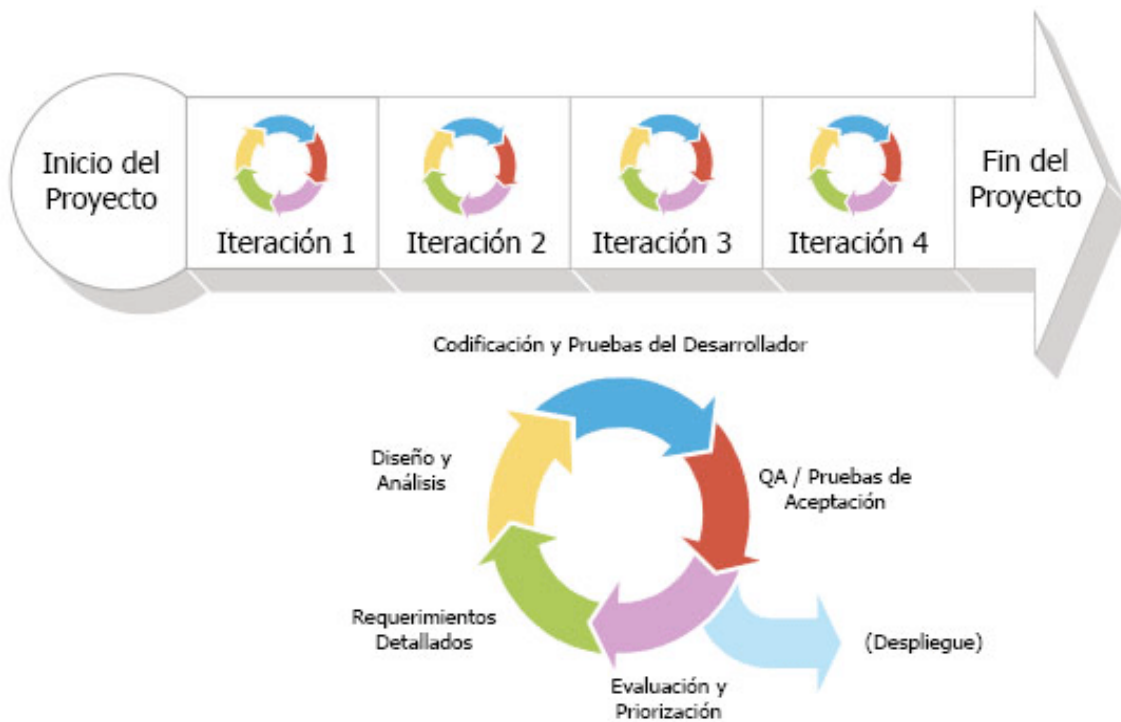 Inicio del
Proyecto
Iteración 1
Iteración 2
Iteración 3
Iteración 4
Fin del
Proyecto
Codificación y Pruebas del Desarrollador
Diseño y
Análisis
QA / Pruebas de
Aceptación
Requerimientos
Detallados
(Despliegue)
Evaluación y
Priorización